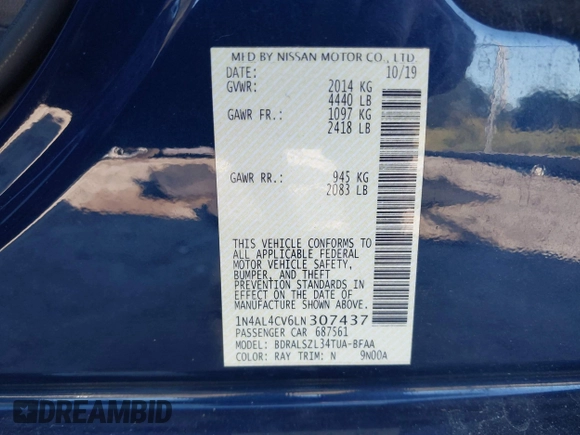 MFD BY NISSAN MOTOR CO., LTD.
DATE: 10/19
GVWR: 2014 KG
4440 LB
GAWR FR.: 1097 KG
2418 LB
GAWR RR.: 945 KG
2083 LB
THIS VEHICLE CONFORMS TO
ALL APPLICABLE FEDERAL
MOTOR VEHICLE SAFETY,
BUMPER, AND THEFT
PREVENTION STANDARDS IN
EFFECT ON THE DATE OF
MANUFACTURE SHOWN ABOVE.
1N4AL4CV6LN307437
PASSENGER CAR 687561
MODEL: BDRALSZL34TUA-BFAA
COLOR: RAY TRIM: N 9N00A
DREAMBID